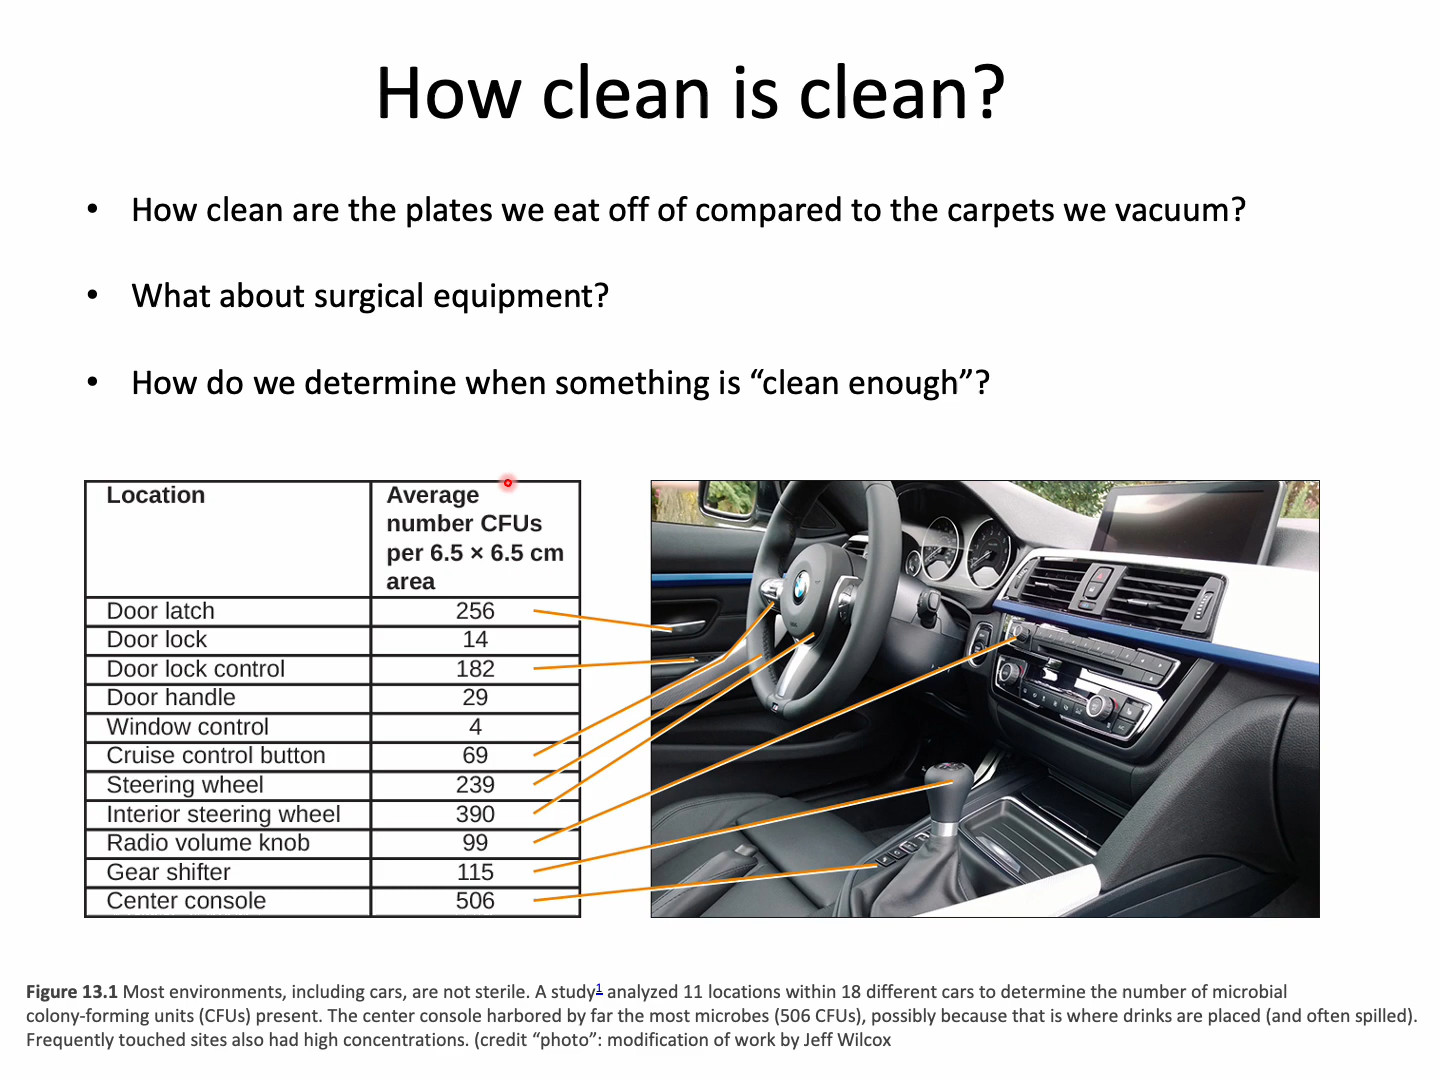 How clean is clean?
• How clean are the plates we eat off of compared to the carpets we vacuum?
• What about surgical equipment?
• How do we determine when something is “clean enough”?
Location
Average
number CFUs
per 6.5 × 6.5 cm
area
Door latch 256
Door lock 14
Door lock control 182
Door handle 29
Window control 4
Cruise control button 69
Steering wheel 239
Interior steering wheel 390
Radio volume knob 99
Gear shifter 115
Center console 506
Figure 13.1 Most environments, including cars, are not sterile. A study1 analyzed 11 locations within 18 different cars to determine the number of microbial
colony-forming units (CFUs) present. The center console harbored by far the most microbes (506 CFUs), possibly because that is where drinks are placed (and often spilled).
Frequently touched sites also had high concentrations. (credit “photo”: modification of work by Jeff Wilcox